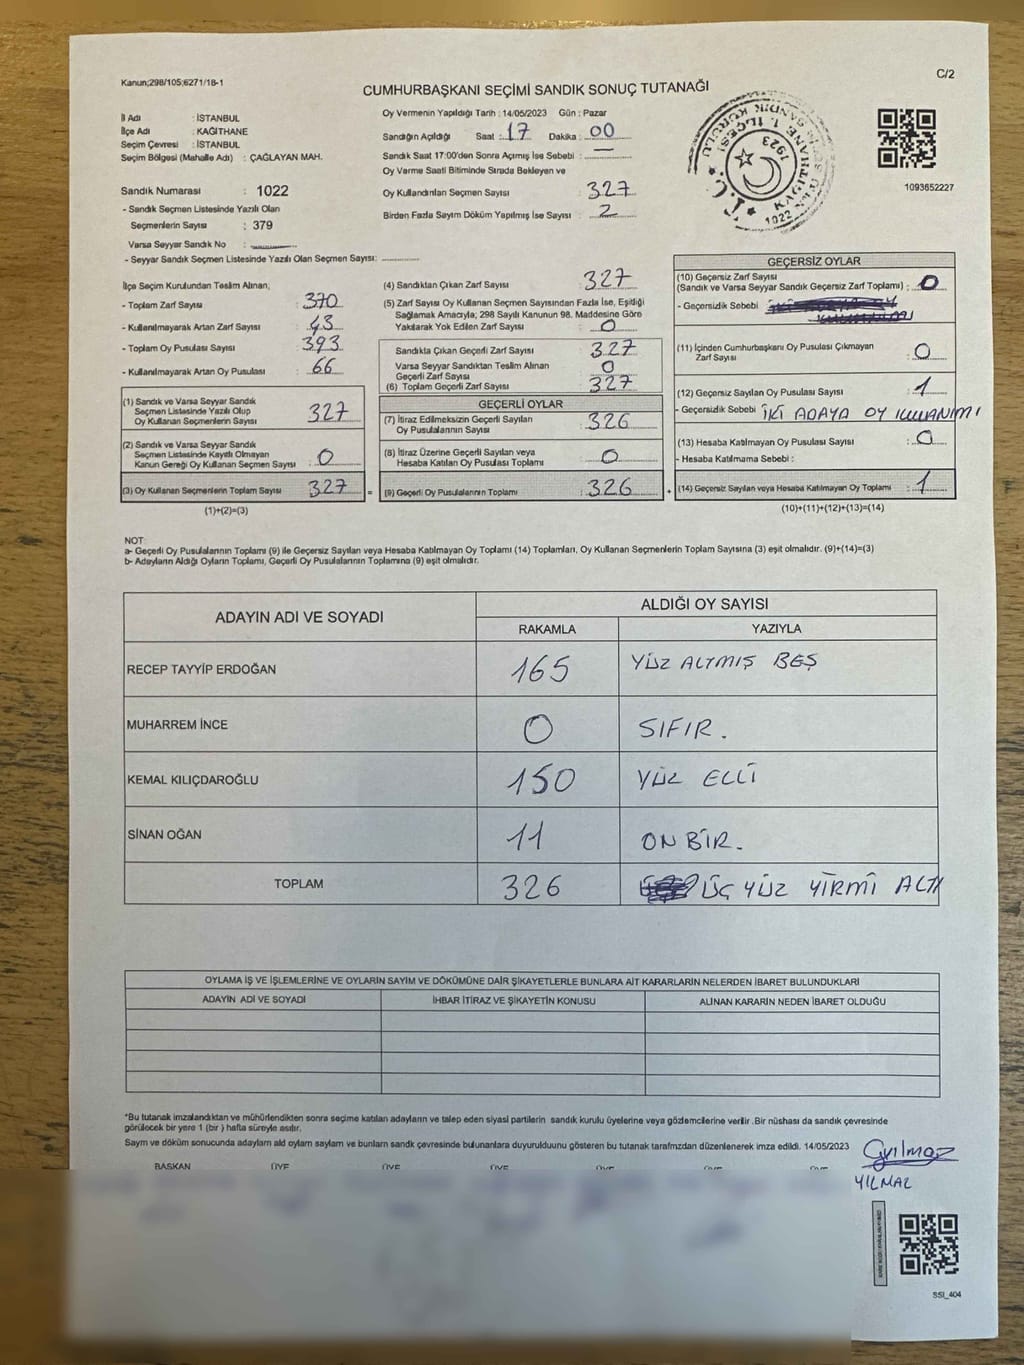 Kanun;298/105;6271/18-1
C/2
CUMHURBAŞKANI SEÇİMİ SANDIK SONUÇ TUTANAĞI
İl Adı : İSTANBUL
İlçe Adı : KAĞITHANE
Seçim Çevresi : İSTANBUL
Seçim Bölgesi (Mahalle Adı) : ÇAĞLAYAN MAH.
Sandık Numarası : 1022
- Sandık Seçmen Listesinde Yazılı Olan
Seçmenlerin Sayısı : 379
Varsa Seyyar Sandık No :
- Seyyar Sandık Seçmen Listesinde Yazılı Olan Seçmen Sayısı:
Oy Vermenin Yapıldığı Tarih : 14/05/2023 Gün : Pazar
Sandığın Açıldığı Saat : 17 Dakika : 00
Sandık Saat 17:00'den Sonra Açımış İse Sebebi : —
Oy Verme Saati Bitiminde Sırada Bekleyen ve
Oy Kullandırılan Seçmen Sayısı : 327
Birden Fazla Sayım Döküm Yapılmış İse Sayısı : 2
T.C.
KAĞITHANE 1. İLÇESİ
1923
1022
1093652227
İlçe Seçim Kurulundan Teslim Alınan;
- Toplam Zarf Sayısı : 370
- Kullanılmayarak Artan Zarf Sayısı : 43
- Toplam Oy Pusulası Sayısı : 393
- Kullanılmayarak Artan Oy Pusulası : 66
(1) Sandık ve Varsa Seyyar Sandık
Seçmen Listesinde Yazılı Olup
Oy Kullanan Seçmenlerin Sayısı : 327
(2) Sandık ve Varsa Seyyar Sandık
Seçmen Listesinde Kayıtlı Olmayan
Kanun Gereği Oy Kullanan Seçmen Sayısı : 0
(3) Oy Kullanan Seçmenlerin Toplam Sayısı : 327
(1)+(2)=(3)
(4) Sandıktan Çıkan Zarf Sayısı : 327
(5) Zarf Sayısı Oy Kullanan Seçmen Sayısından Fazla İse, Eşitliği
Sağlamak Amacıyla; 298 Sayılı Kanunun 98. Maddesine Göre
Yakılarak Yok Edilen Zarf Sayısı : 0
Sandıkta Çıkan Geçerli Zarf Sayısı : 327
Varsa Seyyar Sandıktan Teslim Alınan
Geçerli Zarf Sayısı : 0
(6) Toplam Geçerli Zarf Sayısı : 327
GEÇERLİ OYLAR
(7) İtiraz Edilmeksizin Geçerli Sayılan
Oy Pusulalarının Sayısı : 326
(8) İtiraz Üzerine Geçerli Sayılan veya
Hesaba Katılan Oy Pusulası Toplamı : 0
= (9) Geçerli Oy Pusulalarının Toplamı : 326
GEÇERSİZ OYLAR
(10) Geçersiz Zarf Sayısı
(Sandık ve Varsa Seyyar Sandık Geçersiz Zarf Toplamı) : 0
- Geçersizlik Sebebi :
(11) İçinden Cumhurbaşkanı Oy Pusulası Çıkmayan
Zarf Sayısı : 0
(12) Geçersiz Sayılan Oy Pusulası Sayısı : 1
- Geçersizlik Sebebi : İKİ ADAYA OY KULLANIMI
(13) Hesaba Katılmayan Oy Pusulası Sayısı : 0
- Hesaba Katılmama Sebebi :
+ (14) Geçersiz Sayılan veya Hesaba Katılmayan Oy Toplamı : 1
(10)+(11)+(12)+(13)=(14)
NOT:
a- Geçerli Oy Pusulalarının Toplamı (9) ile Geçersiz Sayılan veya Hesaba Katılmayan Oy Toplamı (14) Toplamları, Oy Kullanan Seçmenlerin Toplam Sayısına (3) eşit olmalıdır. (9)+(14)=(3)
b- Adayların Aldığı Oyların Toplamı, Geçerli Oy Pusulalarının Toplamına (9) eşit olmalıdır.
ADAYIN ADI VE SOYADI ALDIĞI OY SAYISI
RAKAMLA YAZIYLA
RECEP TAYYİP ERDOĞAN 165 YÜZ ALTMIŞ BEŞ
MUHARREM İNCE 0 SIFIR.
KEMAL KILIÇDAROĞLU 150 YÜZ ELLİ
SİNAN OĞAN 11 ON BİR.
TOPLAM 326 ÜÇ YÜZ YİRMİ ALTI
OYLAMA İŞ VE İŞLEMLERİNE VE OYLARIN SAYIM VE DÖKÜMÜNE DAİR ŞİKAYETLERLE BUNLARA AİT KARARLARIN NELERDEN İBARET BULUNDUKLARI
ADAYIN ADI VE SOYADI İHBAR İTİRAZ VE ŞİKAYETİN KONUSU ALINAN KARARIN NEDEN İBARET OLDUĞU
*Bu tutanak imzalandıktan ve mühürlendikten sonra seçime katılan adayların ve talep eden siyasi partilerin sandık kurulu üyelerine veya gözlemcilerine verilir. Bir nüshası da sandık çevresinde
görülecek bir yere 1 (bir) hafta süreyle asılır.
Sayım ve döküm sonucunda adayların ald oyların sayları ve bunların sandk çevresinde bulunanlara duyurulduunu gösteren bu tutanak tarafmzdan düzenlenerek imza edildi. 14/05/2023
BAŞKAN ÜYE ÜYE ÜYE ÜYE ÜYE ÜYE
YILMAZ
SSI_404